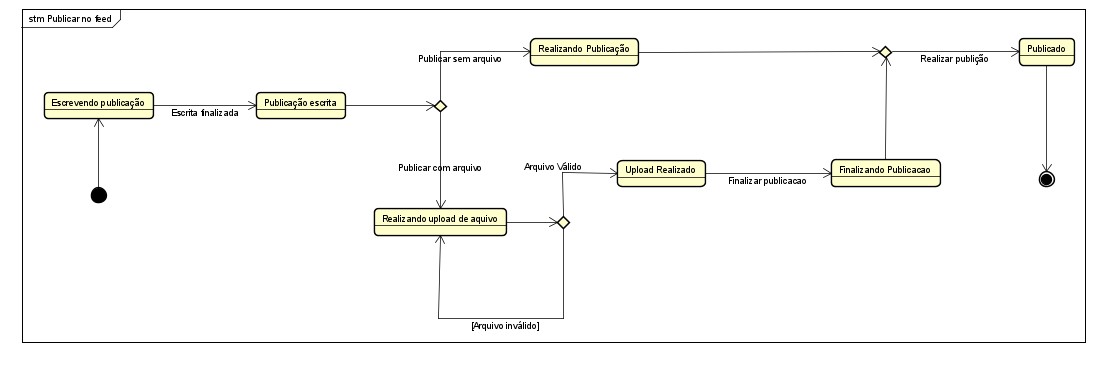 stm Publicar no feed
Realizando Publicação
Publicado
Publicar sem arquivo
Realizar publição
Escrevendo publicação
Publicação escrita
Escrita finalizada
Publicar com arquivo
Arquivo Válido
Upload Realizado
Finalizando Publicacao
Finalizar publicacao
Realizando upload de aquivo
[Arquivo inválido]